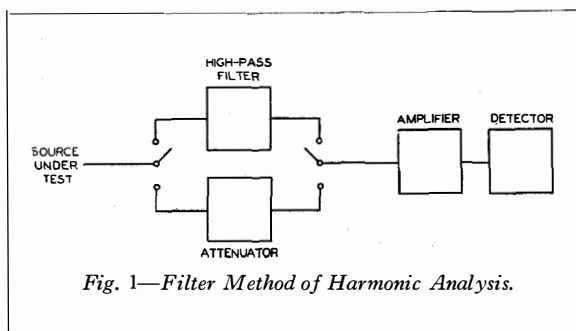 HIGH-PASS
FILTER
AMPLIFIER
DETECTOR
SOURCE
UNDER
TEST
ATTENUATOR
Fig. 1—Filter Method of Harmonic Analysis.